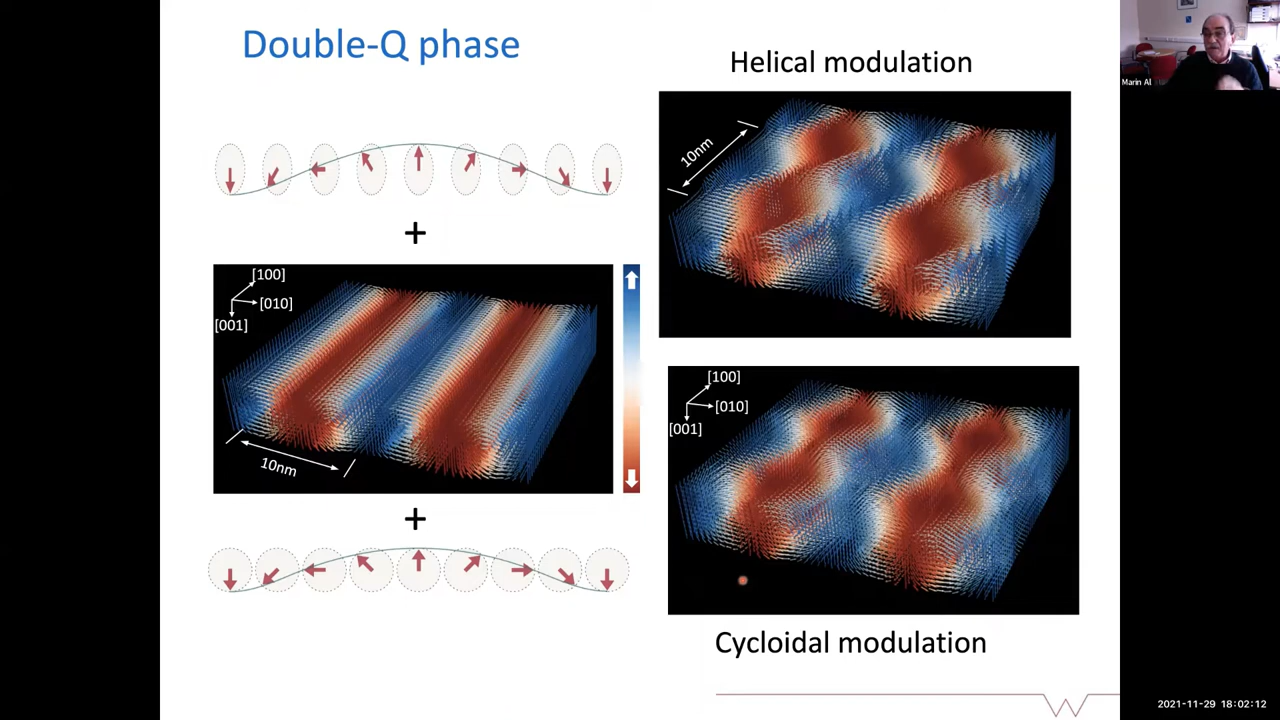 Double-Q phase
Helical modulation
Marin Al
10nm
+
[100]
[010]
[001]
10nm
+
[100]
[010]
[001]
Cycloidal modulation
2021-11-29 18:02:12